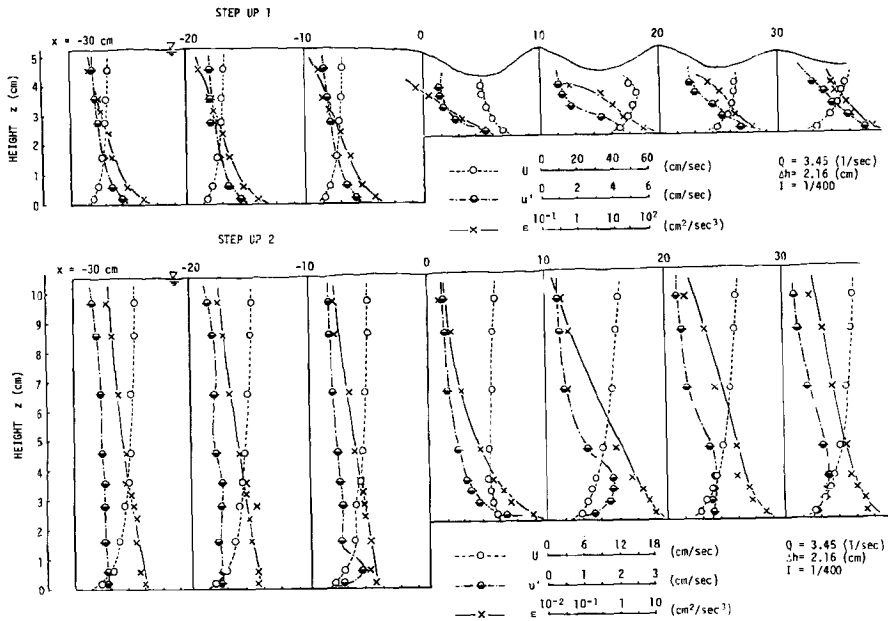 STEP UP 1
x = -30 cm -20 -10 0 10 20 30
HEIGHT z (cm)
5
4
3
2
1
0
U 0 20 40 60 (cm/sec)
u' 0 2 4 6 (cm/sec)
ε 10⁻¹ 1 10 10² (cm²/sec³)
Q = 3.45 (1/sec)
Δh= 2.16 (cm)
I = 1/400
STEP UP 2
x = -30 cm -20 -10 0 10 20 30
HEIGHT z (cm)
10
9
8
7
6
5
4
3
2
1
0
U 0 6 12 18 (cm/sec)
u' 0 1 2 3 (cm/sec)
ε 10⁻² 10⁻¹ 1 10 (cm²/sec³)
Q = 3.45 (1/sec)
Δh= 2.16 (cm)
I = 1/400